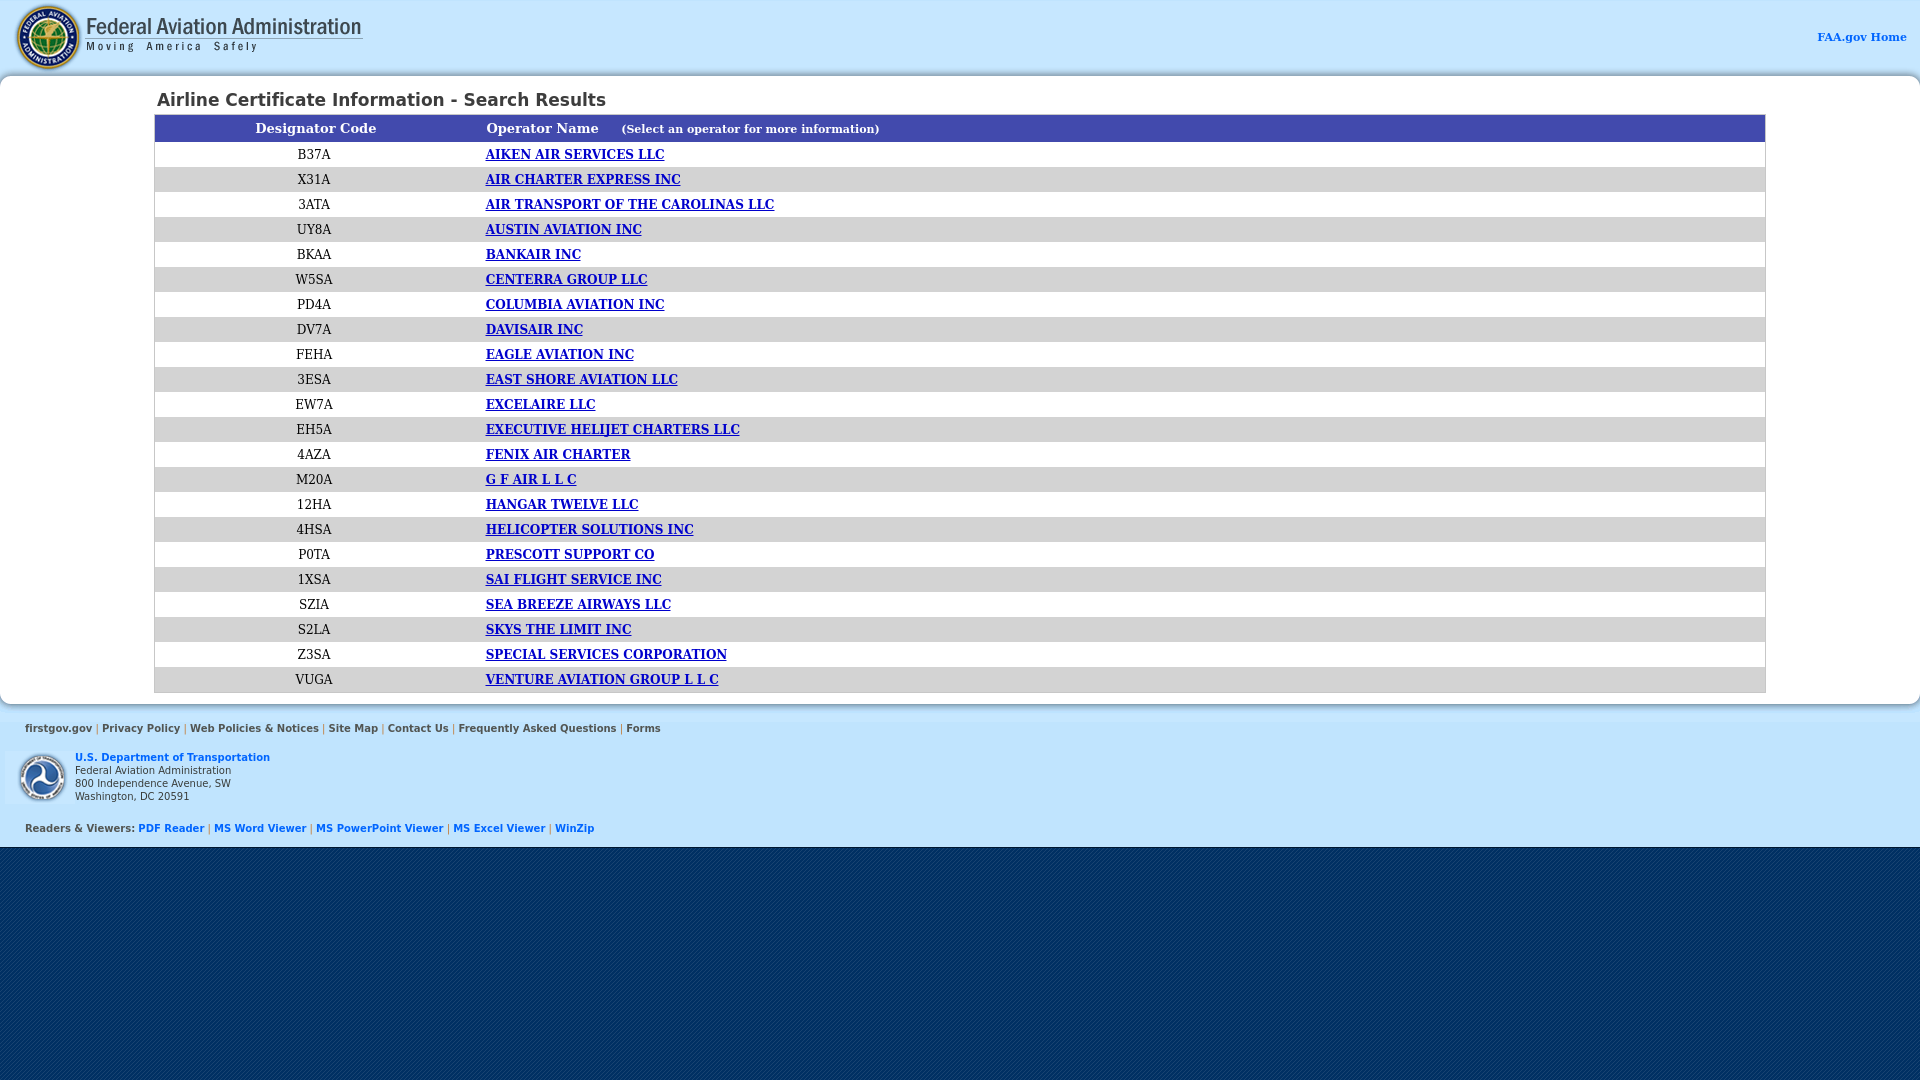 Federal Aviation Administration
Moving America Safely
FAA.gov Home
Airline Certificate Information - Search Results
Designator Code Operator Name (Select an operator for more information)
B37A AIKEN AIR SERVICES LLC
X31A AIR CHARTER EXPRESS INC
3ATA AIR TRANSPORT OF THE CAROLINAS LLC
UY8A AUSTIN AVIATION INC
BKAA BANKAIR INC
W5SA CENTERRA GROUP LLC
PD4A COLUMBIA AVIATION INC
DV7A DAVISAIR INC
FEHA EAGLE AVIATION INC
3ESA EAST SHORE AVIATION LLC
EW7A EXCELAIRE LLC
EH5A EXECUTIVE HELIJET CHARTERS LLC
4AZA FENIX AIR CHARTER
M20A G F AIR L L C
12HA HANGAR TWELVE LLC
4HSA HELICOPTER SOLUTIONS INC
P0TA PRESCOTT SUPPORT CO
1XSA SAI FLIGHT SERVICE INC
SZIA SEA BREEZE AIRWAYS LLC
S2LA SKYS THE LIMIT INC
Z3SA SPECIAL SERVICES CORPORATION
VUGA VENTURE AVIATION GROUP L L C
firstgov.gov | Privacy Policy | Web Policies & Notices | Site Map | Contact Us | Frequently Asked Questions | Forms
U.S. Department of Transportation
Federal Aviation Administration
800 Independence Avenue, SW
Washington, DC 20591
Readers & Viewers: PDF Reader | MS Word Viewer | MS PowerPoint Viewer | MS Excel Viewer | WinZip